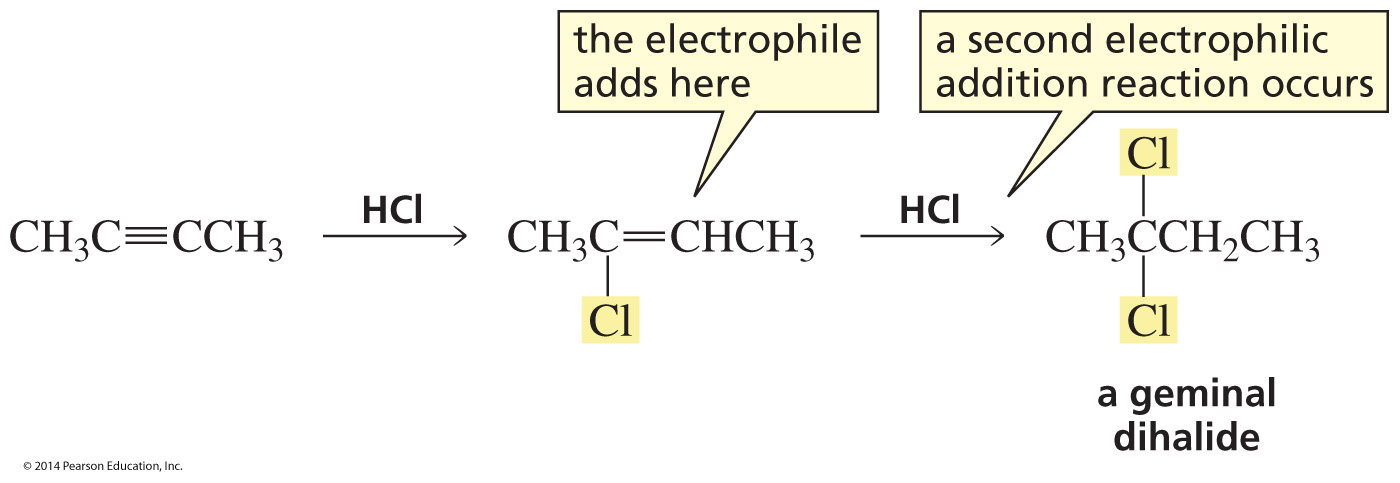 the electrophile
adds here
a second electrophilic
addition reaction occurs
CH₃C≡CCH₃
HCl
CH₃C=CHCH₃
Cl
HCl
Cl
CH₃CCH₂CH₃
Cl
a geminal
dihalide
© 2014 Pearson Education, Inc.